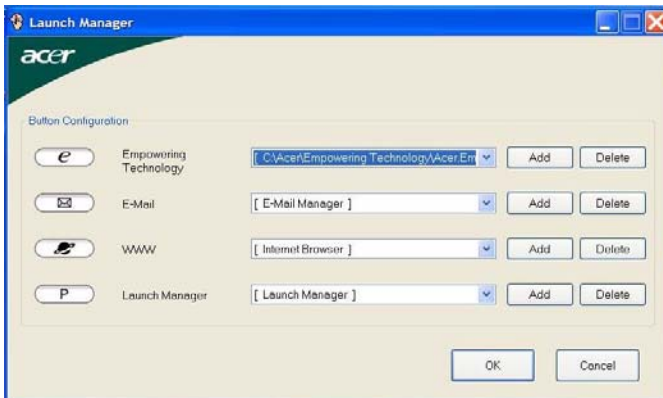 Launch Manager
acer
Button Configuration
e Empowering Technology [ C:\Acer\Empowering Technology\Acer.Em Add Delete
E-Mail [ E-Mail Manager ] Add Delete
WWW [ Internet Browser ] Add Delete
P Launch Manager [ Launch Manager ] Add Delete
OK Cancel